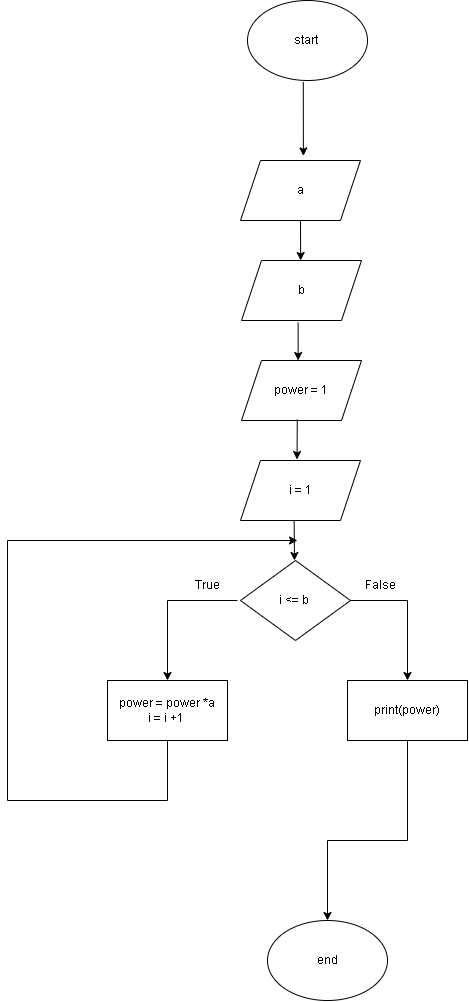 start
a
b
power = 1
i = 1
i <= b
True
False
power = power *a
i = i +1
print(power)
end